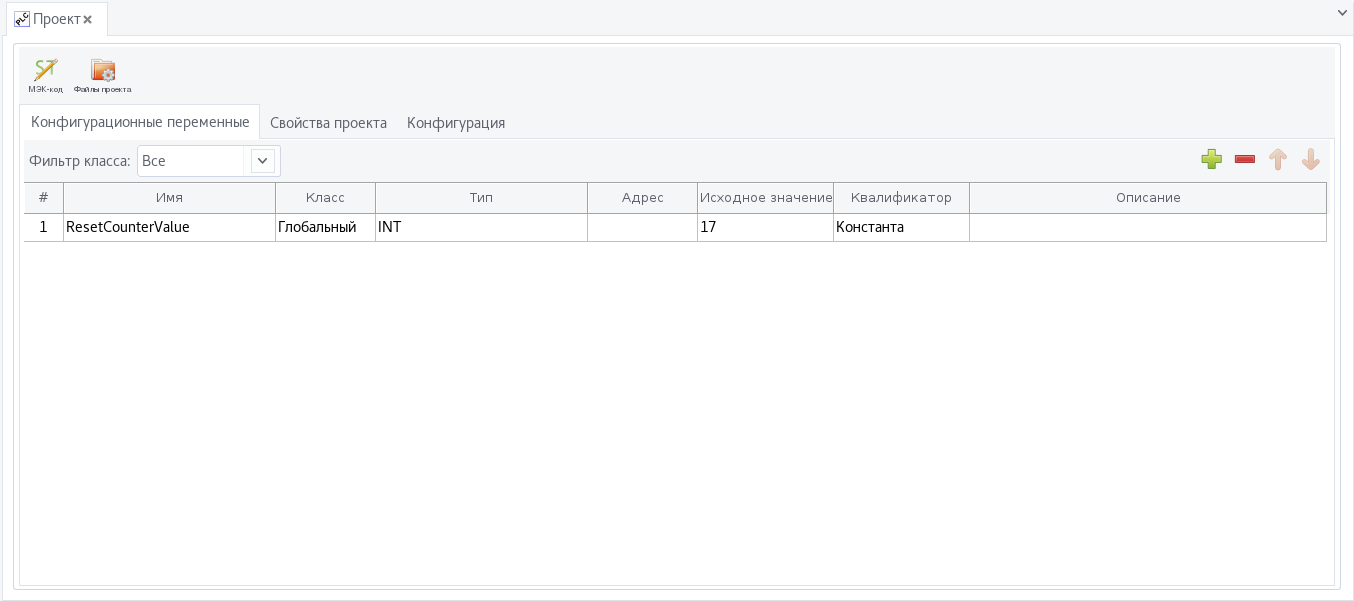 Проект
ST
МЭК-код Файлы проекта
Конфигурационные переменные Свойства проекта Конфигурация
Фильтр класса: Все
# Имя Класс Тип Адрес Исходное значение Квалификатор Описание
1 ResetCounterValue Глобальный INT 17 Константа